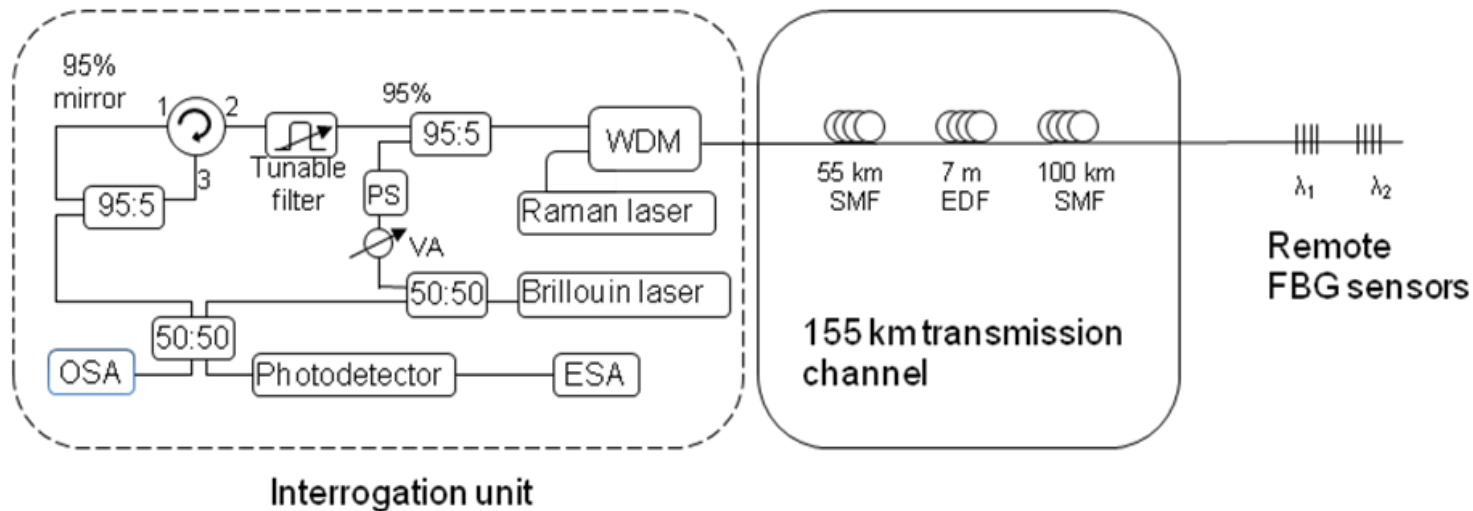 95%
mirror
1
2
3
Tunable
filter
95%
95:5
WDM
95:5
PS
Raman laser
VA
50:50
Brillouin laser
50:50
OSA
Photodetector
ESA
Interrogation unit
55 km
SMF
7 m
EDF
100 km
SMF
155 km transmission
channel
λ1
λ2
Remote
FBG sensors